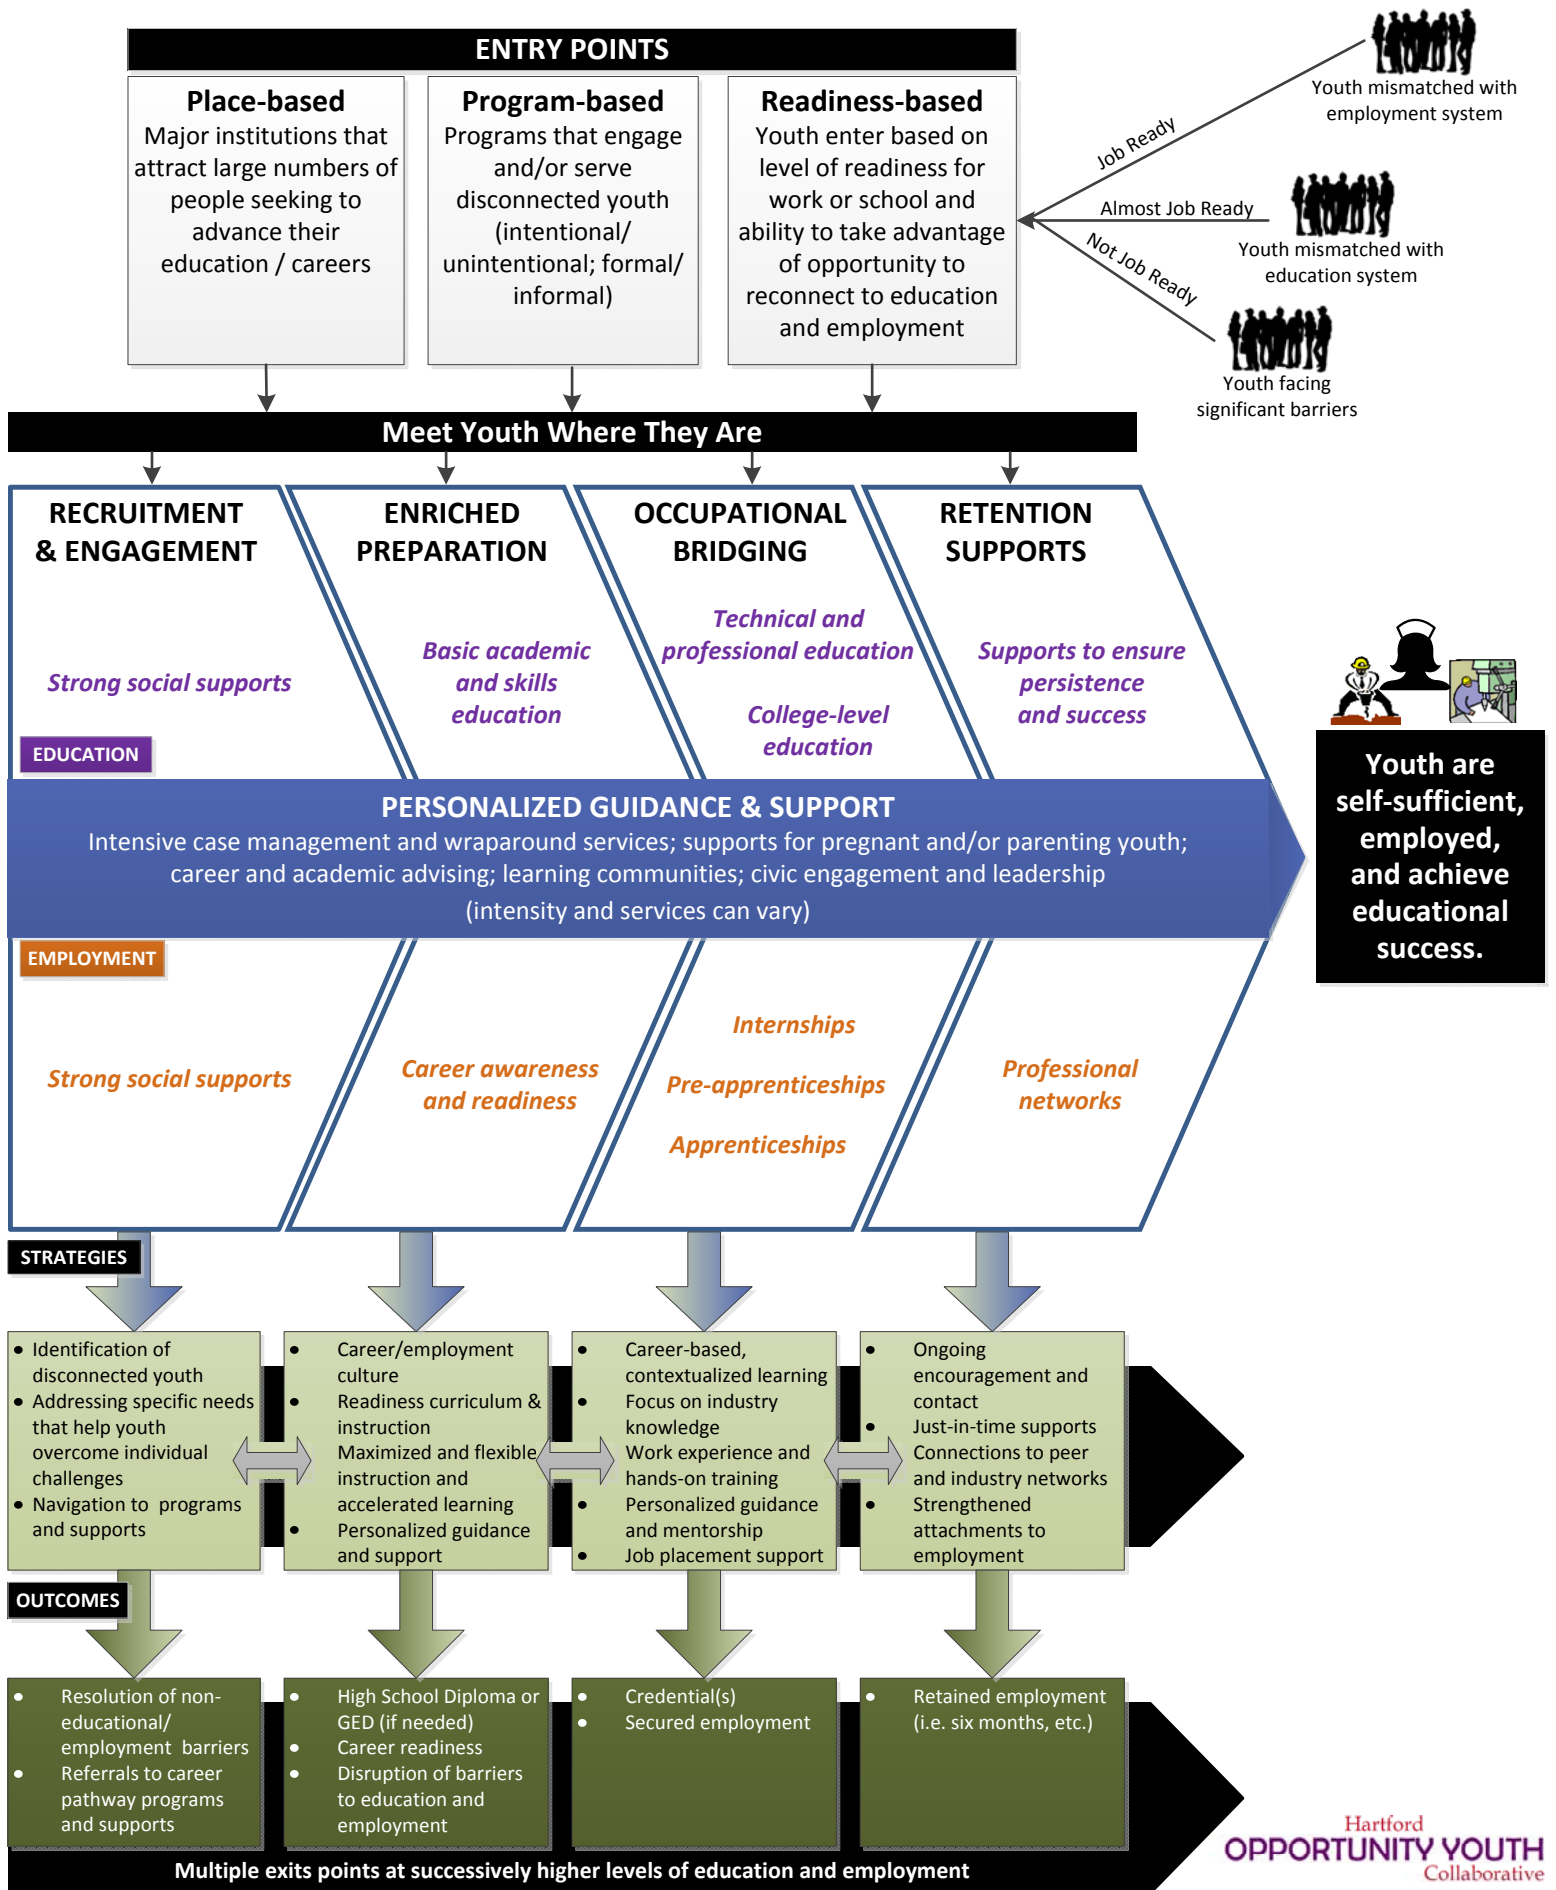 ENTRY POINTS
Place-based
Major institutions that
attract large numbers of
people seeking to
advance their
education / careers
Program-based
Programs that engage
and/or serve
disconnected youth
(intentional/
unintentional; formal/
informal)
Readiness-based
Youth enter based on
level of readiness for
work or school and
ability to take advantage
of opportunity to
reconnect to education
and employment
Job Ready
Youth mismatched with
employment system
Almost Job Ready
Youth mismatched with
education system
Not Job Ready
Youth facing
significant barriers
Meet Youth Where They Are
RECRUITMENT
& ENGAGEMENT
Strong social supports
ENRICHED
PREPARATION
Basic academic
and skills
education
OCCUPATIONAL
BRIDGING
Technical and
professional education
College-level
education
RETENTION
SUPPORTS
Supports to ensure
persistence
and success
EDUCATION
PERSONALIZED GUIDANCE & SUPPORT
Intensive case management and wraparound services; supports for pregnant and/or parenting youth;
career and academic advising; learning communities; civic engagement and leadership
(intensity and services can vary)
Youth are
self-sufficient,
employed,
and achieve
educational
success.
EMPLOYMENT
Strong social supports
Career awareness
and readiness
Internships
Pre-apprenticeships
Apprenticeships
Professional
networks
STRATEGIES
• Identification of
disconnected youth
• Addressing specific needs
that help youth
overcome individual
challenges
• Navigation to programs
and supports
• Career/employment
culture
• Readiness curriculum &
instruction
• Maximized and flexible
instruction and
accelerated learning
• Personalized guidance
and support
• Career-based,
contextualized learning
• Focus on industry
knowledge
• Work experience and
hands-on training
• Personalized guidance
and mentorship
• Job placement support
• Ongoing
encouragement and
contact
• Just-in-time supports
• Connections to peer
and industry networks
• Strengthened
attachments to
employment
OUTCOMES
• Resolution of non-
educational/
employment barriers
• Referrals to career
pathway programs
and supports
• High School Diploma or
GED (if needed)
• Career readiness
• Disruption of barriers
to education and
employment
• Credential(s)
• Secured employment
• Retained employment
(i.e. six months, etc.)
Multiple exits points at successively higher levels of education and employment
Hartford
OPPORTUNITY YOUTH
Collaborative